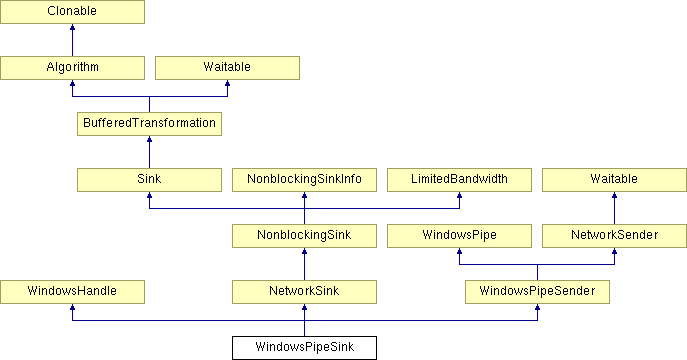 Clonable
Algorithm
Waitable
BufferedTransformation
Sink
NonblockingSinkInfo
LimitedBandwidth
Waitable
NonblockingSink
WindowsPipe
NetworkSender
WindowsHandle
NetworkSink
WindowsPipeSender
WindowsPipeSink